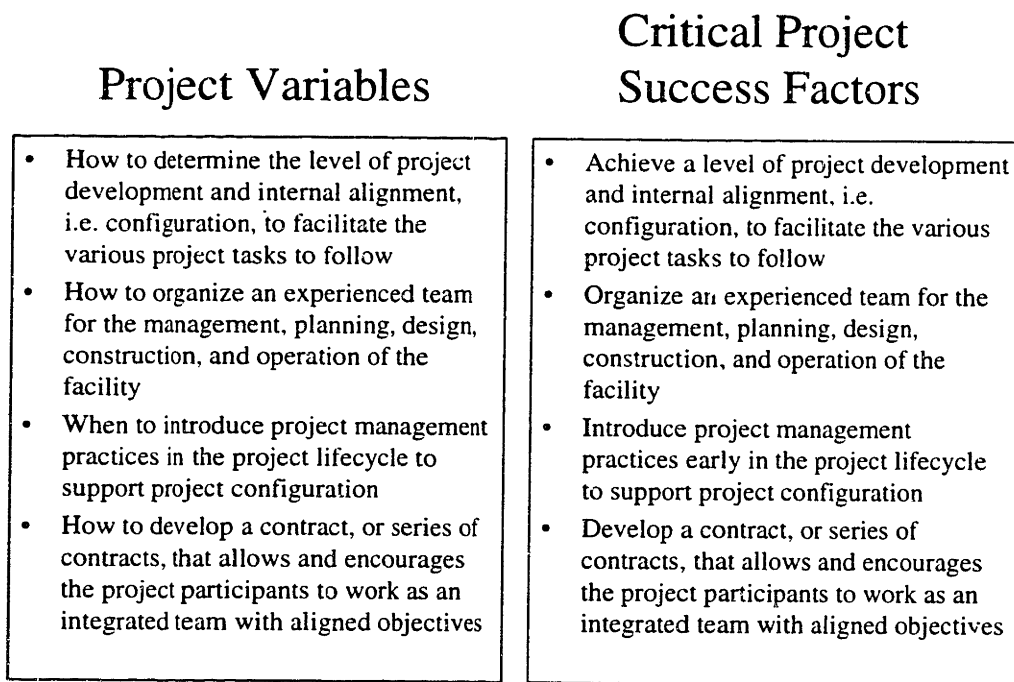 Project Variables
• How to determine the level of project
development and internal alignment,
i.e. configuration, to facilitate the
various project tasks to follow
• How to organize an experienced team
for the management, planning, design,
construction, and operation of the
facility
• When to introduce project management
practices in the project lifecycle to
support project configuration
• How to develop a contract, or series of
contracts, that allows and encourages
the project participants to work as an
integrated team with aligned objectives
Critical Project
Success Factors
• Achieve a level of project development
and internal alignment, i.e.
configuration, to facilitate the various
project tasks to follow
• Organize an experienced team for the
management, planning, design,
construction, and operation of the
facility
• Introduce project management
practices early in the project lifecycle
to support project configuration
• Develop a contract, or series of
contracts, that allows and encourages
the project participants to work as an
integrated team with aligned objectives